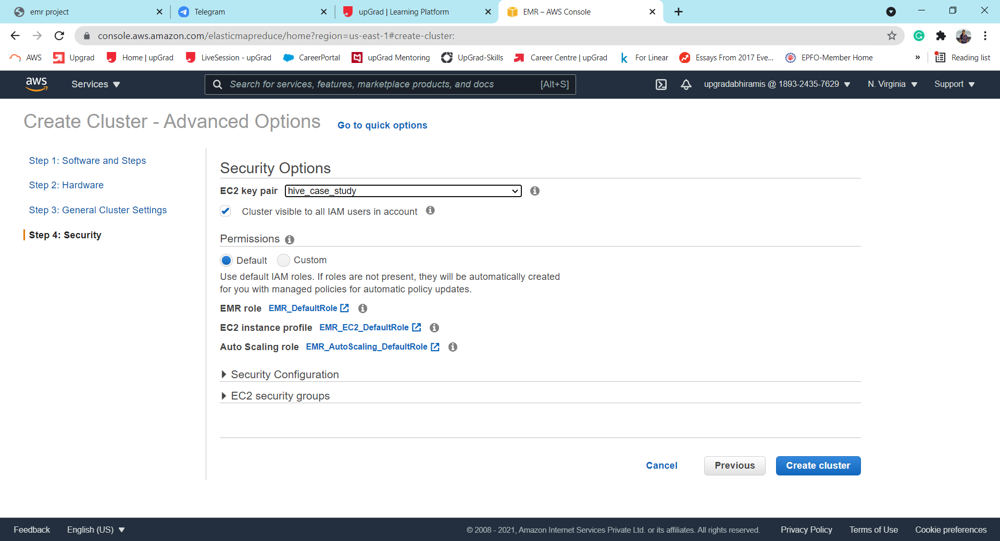 emr project
Telegram
upGrad | Learning Platform
EMR – AWS Console
console.aws.amazon.com/elasticmapreduce/home?region=us-east-1#create-cluster:
AWS
Upgrad
Home | upGrad
LiveSession - upGrad
CareerPortal
upGrad Mentoring
UpGrad-Skills
Career Centre | upGrad
For Linear
Essays From 2017 Eve...
EPFO-Member Home
»
Reading list
aws
Services
Search for services, features, marketplace products, and docs
[Alt+S]
upgradabhiramis @ 1893-2435-7629
N. Virginia
Support
Create Cluster - Advanced Options
Go to quick options
Step 1: Software and Steps
Step 2: Hardware
Step 3: General Cluster Settings
Step 4: Security
Security Options
EC2 key pair
hive_case_study
Cluster visible to all IAM users in account
Permissions
Default
Custom
Use default IAM roles. If roles are not present, they will be automatically created
for you with managed policies for automatic policy updates.
EMR role EMR_DefaultRole
EC2 instance profile EMR_EC2_DefaultRole
Auto Scaling role EMR_AutoScaling_DefaultRole
Security Configuration
EC2 security groups
Cancel
Previous
Create cluster
Feedback
English (US)
© 2008 - 2021, Amazon Internet Services Private Ltd. or its affiliates. All rights reserved.
Privacy Policy
Terms of Use
Cookie preferences